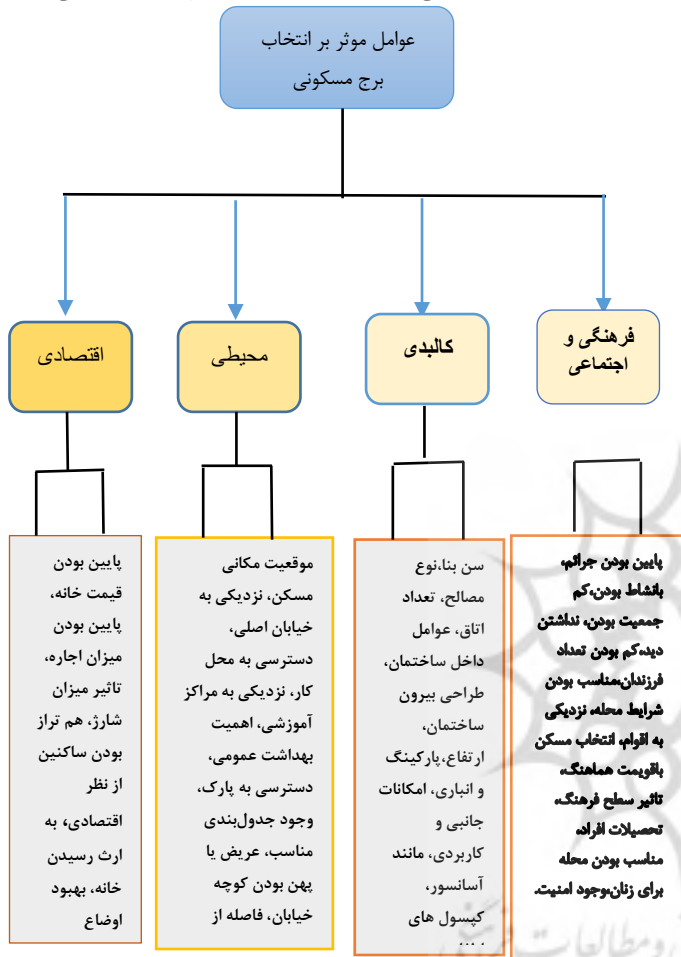 عوامل موثر بر انتخاب
برج مسکونی
فرهنگی و
اجتماعی
کالبدی
محیطی
اقتصادی
پایین بودن جرائم،
بانشاط بودن،کم
جمعیت بودن، نداشتن
دید،کم بودن تعداد
فرزندان،مناسب بودن
شرایط محله، نزدیکی
به اقوام، انتخاب مسکن
باقویمت هماهنگ،
تاثیر سطح فرهنگ،
تحصیلات افراد،
مناسب بودن محله
برای زنان،وجود امنیت.
سن بنا،نوع
مصالح، تعداد
اتاق، عوامل
داخل ساختمان،
طراحی بیرون
ساختمان،
ارتفاع،پارکینگ
و انباری، امکانات
جانبی و
کاربردی، مانند
آسانسور،
کپسول های
موقعیت مکانی
مسکن، نزدیکی به
خیابان اصلی،
دسترسی به محل
کار، نزدیکی به مراکز
آموزشی، اهمیت
بهداشت عمومی،
دسترسی به پارک،
وجود جدول‌بندی
مناسب، عریض یا
پهن بودن کوچه
خیابان، فاصله از
پایین بودن
قیمت خانه،
پایین بودن
میزان اجاره،
تاثیر میزان
شارژ، هم تراز
بودن ساکنین
از نظر
اقتصادی، به
ارث رسیدن
خانه، بهبود
اوضاع
و مطالعات فرهنگی